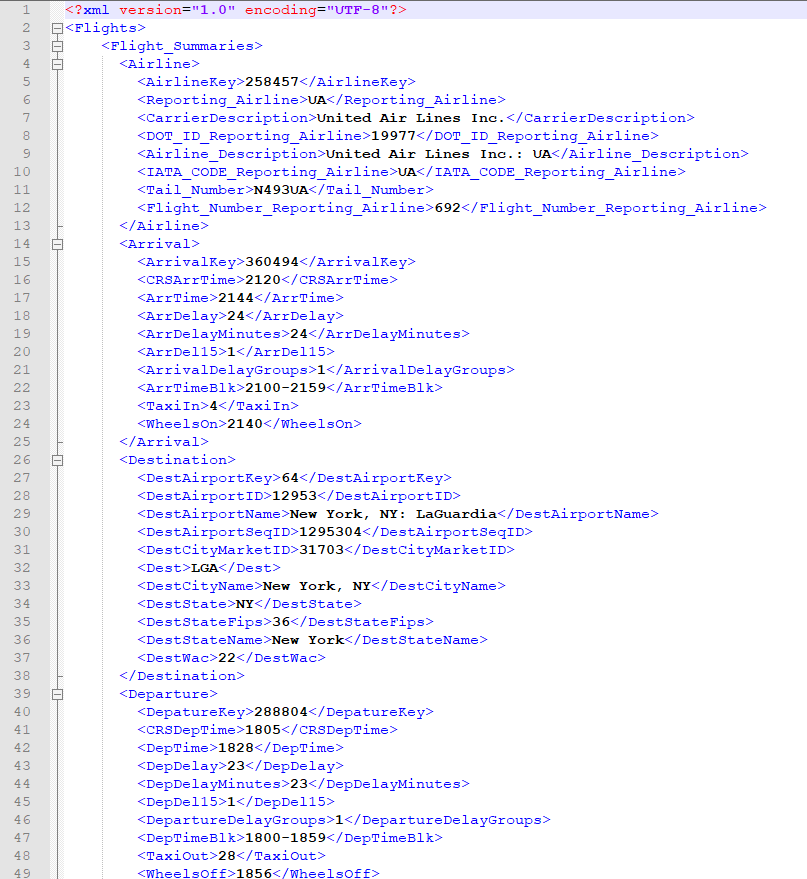 1 <?xml version="1.0" encoding="UTF-8"?>
2 <Flights>
3 <Flight_Summaries>
4 <Airline>
5 <AirlineKey>258457</AirlineKey>
6 <Reporting_Airline>UA</Reporting_Airline>
7 <CarrierDescription>United Air Lines Inc.</CarrierDescription>
8 <DOT_ID_Reporting_Airline>19977</DOT_ID_Reporting_Airline>
9 <Airline_Description>United Air Lines Inc.: UA</Airline_Description>
10 <IATA_CODE_Reporting_Airline>UA</IATA_CODE_Reporting_Airline>
11 <Tail_Number>N493UA</Tail_Number>
12 <Flight_Number_Reporting_Airline>692</Flight_Number_Reporting_Airline>
13 </Airline>
14 <Arrival>
15 <ArrivalKey>360494</ArrivalKey>
16 <CRSArrTime>2120</CRSArrTime>
17 <ArrTime>2144</ArrTime>
18 <ArrDelay>24</ArrDelay>
19 <ArrDelayMinutes>24</ArrDelayMinutes>
20 <ArrDel15>1</ArrDel15>
21 <ArrivalDelayGroups>1</ArrivalDelayGroups>
22 <ArrTimeBlk>2100-2159</ArrTimeBlk>
23 <TaxiIn>4</TaxiIn>
24 <WheelsOn>2140</WheelsOn>
25 </Arrival>
26 <Destination>
27 <DestAirportKey>64</DestAirportKey>
28 <DestAirportID>12953</DestAirportID>
29 <DestAirportName>New York, NY: LaGuardia</DestAirportName>
30 <DestAirportSeqID>1295304</DestAirportSeqID>
31 <DestCityMarketID>31703</DestCityMarketID>
32 <Dest>LGA</Dest>
33 <DestCityName>New York, NY</DestCityName>
34 <DestState>NY</DestState>
35 <DestStateFips>36</DestStateFips>
36 <DestStateName>New York</DestStateName>
37 <DestWac>22</DestWac>
38 </Destination>
39 <Departure>
40 <DepatureKey>288804</DepatureKey>
41 <CRSDepTime>1805</CRSDepTime>
42 <DepTime>1828</DepTime>
43 <DepDelay>23</DepDelay>
44 <DepDelayMinutes>23</DepDelayMinutes>
45 <DepDel15>1</DepDel15>
46 <DepartureDelayGroups>1</DepartureDelayGroups>
47 <DepTimeBlk>1800-1859</DepTimeBlk>
48 <TaxiOut>28</TaxiOut>
49 <WheelsOff>1856</WheelsOff>